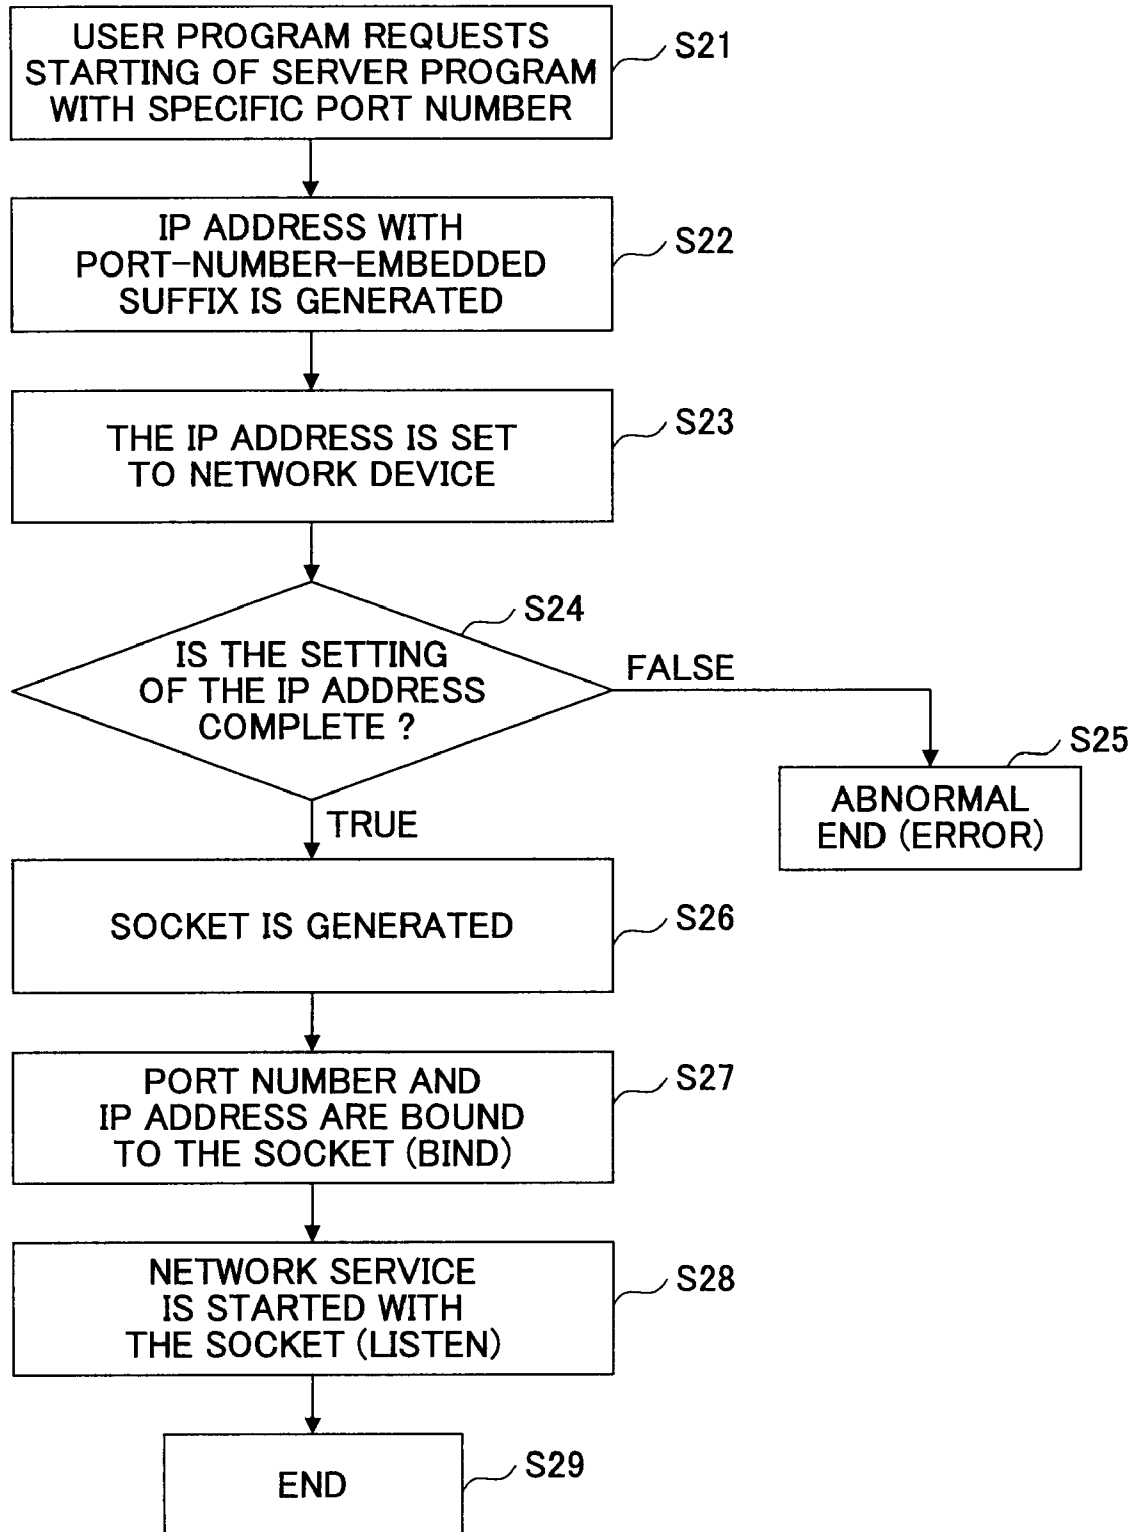 USER PROGRAM REQUESTS
STARTING OF SERVER PROGRAM
WITH SPECIFIC PORT NUMBER
S21
IP ADDRESS WITH
PORT-NUMBER-EMBEDDED
SUFFIX IS GENERATED
S22
THE IP ADDRESS IS SET
TO NETWORK DEVICE
S23
IS THE SETTING
OF THE IP ADDRESS
COMPLETE ?
S24
FALSE
ABNORMAL
END (ERROR)
S25
TRUE
SOCKET IS GENERATED
S26
PORT NUMBER AND
IP ADDRESS ARE BOUND
TO THE SOCKET (BIND)
S27
NETWORK SERVICE
IS STARTED WITH
THE SOCKET (LISTEN)
S28
END
S29